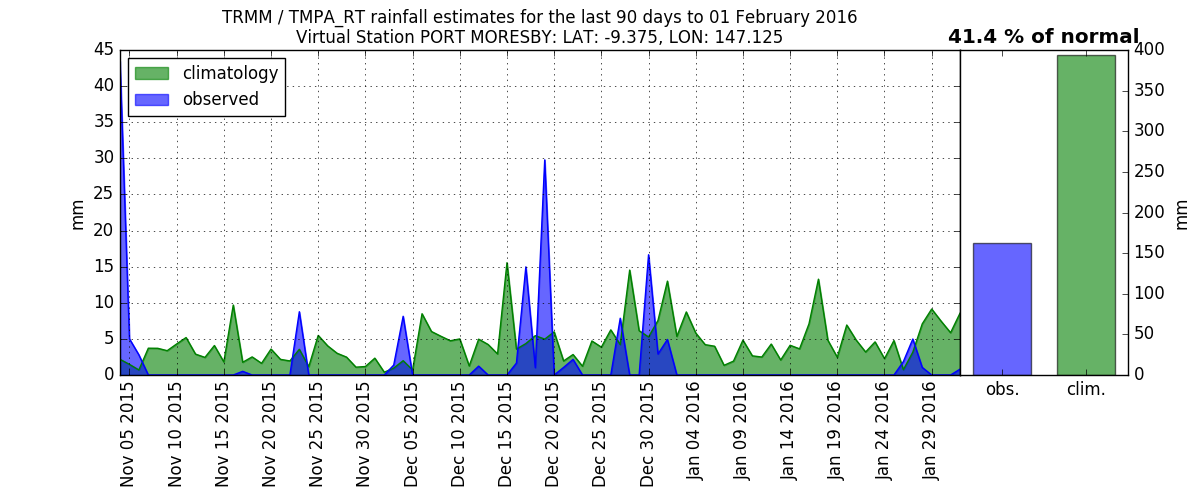 TRMM / TMPA_RT rainfall estimates for the last 90 days to 01 February 2016
Virtual Station PORT MORESBY: LAT: -9.375, LON: 147.125
41.4 % of normal
climatology
observed
mm
45
40
35
30
25
20
15
10
5
0
Nov 05 2015
Nov 10 2015
Nov 15 2015
Nov 20 2015
Nov 25 2015
Nov 30 2015
Dec 05 2015
Dec 10 2015
Dec 15 2015
Dec 20 2015
Dec 25 2015
Dec 30 2015
Jan 04 2016
Jan 09 2016
Jan 14 2016
Jan 19 2016
Jan 24 2016
Jan 29 2016
obs.
clim.
400
350
300
250
200
150
100
50
0
mm